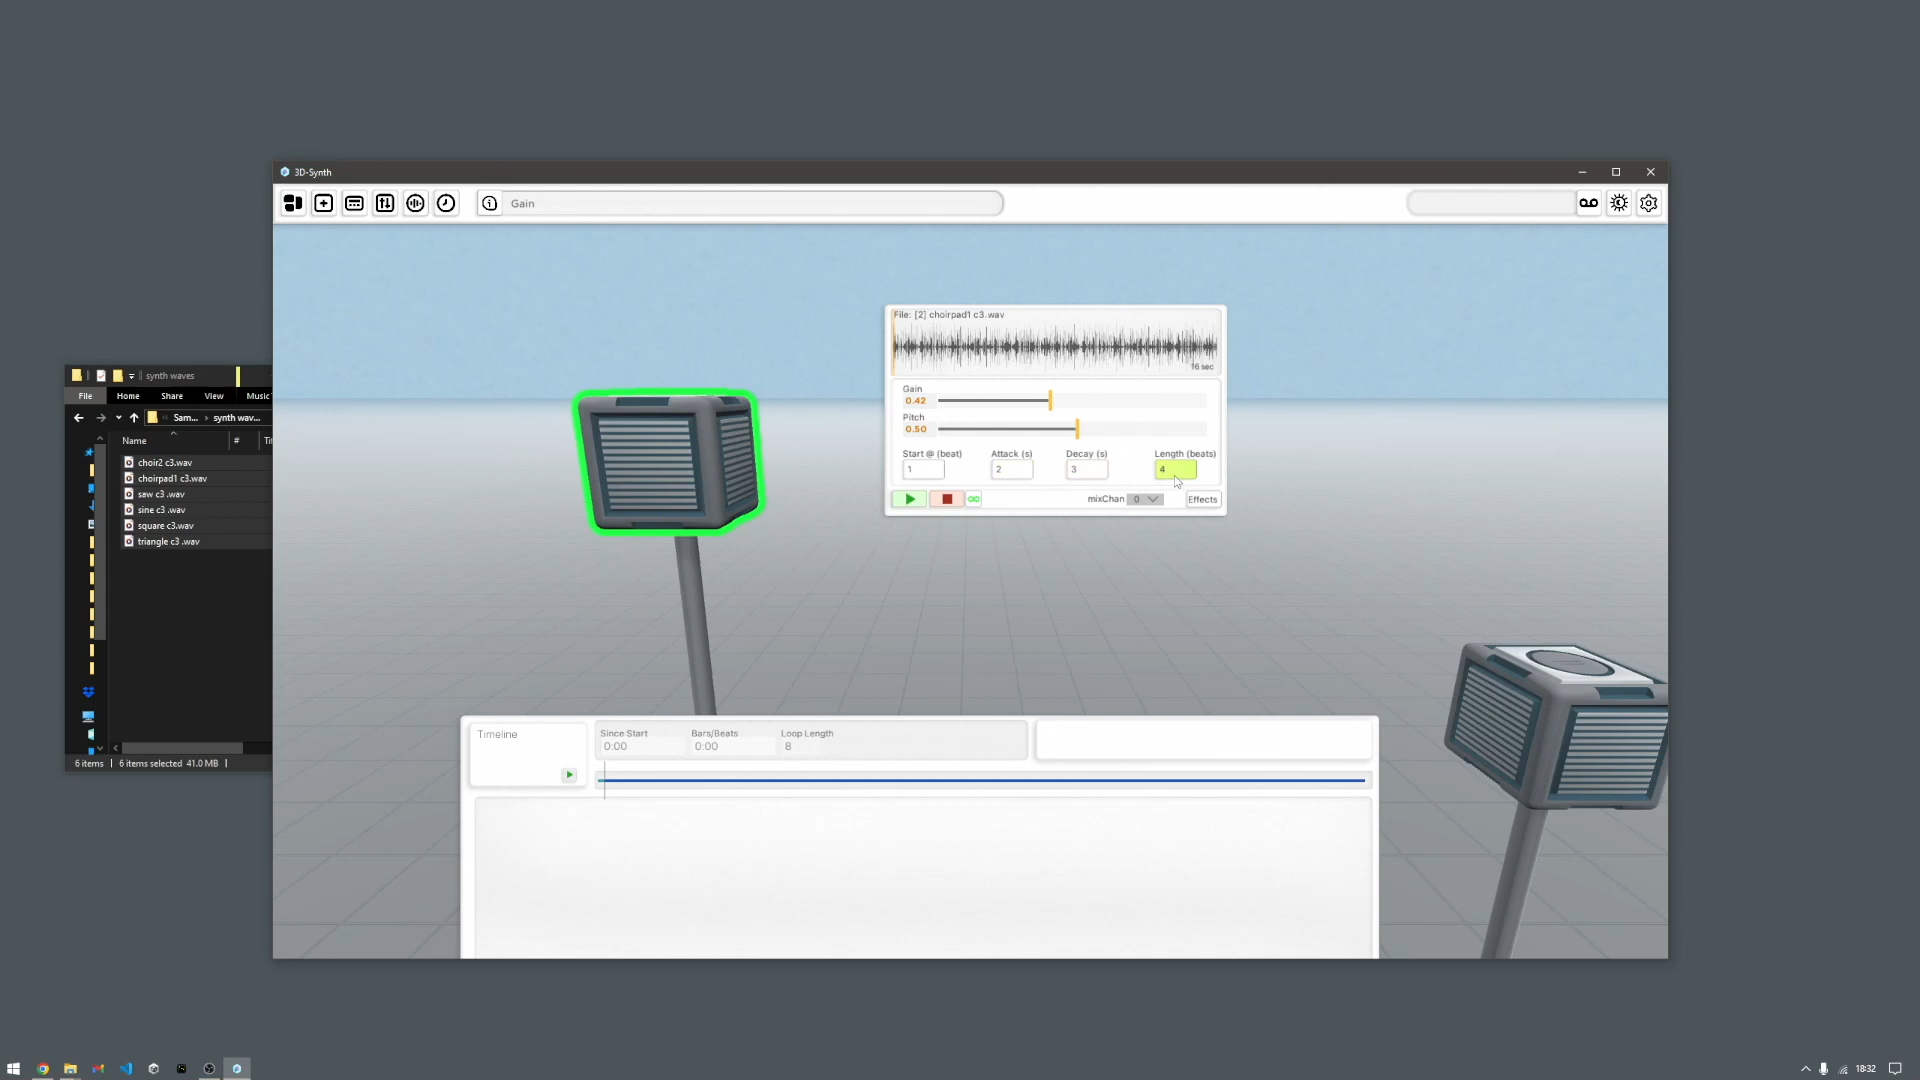 3D-Synth
Gain
synth waves
File
Home
Share
View
Music
Sam...
synth wav...
Name
#
choir2 c3.wav
choirpad1 c3.wav
saw c3 .wav
sine c3 .wav
square c3.wav
triangle c3 .wav
6 items
6 items selected 41.0 MB
File: [2] choirpad1 c3.wav
16 sec
Gain
0.42
Pitch
0.50
Start @ (beat)
Attack (s)
Decay (s)
Length (beats)
1
2
3
4
mixChan
0
Effects
Timeline
Since Start
Bars/Beats
Loop Length
0:00
0:00
8
18:32